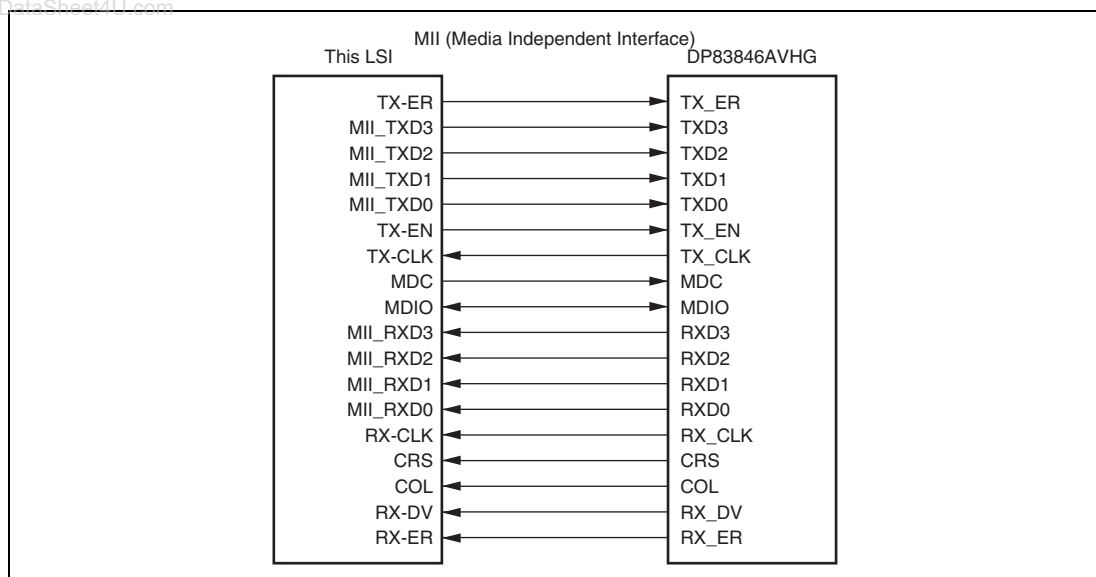 DataSheet4U.com
MII (Media Independent Interface)
This LSI DP83846AVHG
TX-ER TX_ER
MII_TXD3 TXD3
MII_TXD2 TXD2
MII_TXD1 TXD1
MII_TXD0 TXD0
TX-EN TX_EN
TX-CLK TX_CLK
MDC MDC
MDIO MDIO
MII_RXD3 RXD3
MII_RXD2 RXD2
MII_RXD1 RXD1
MII_RXD0 RXD0
RX-CLK RX_CLK
CRS CRS
COL COL
RX-DV RX_DV
RX-ER RX_ER